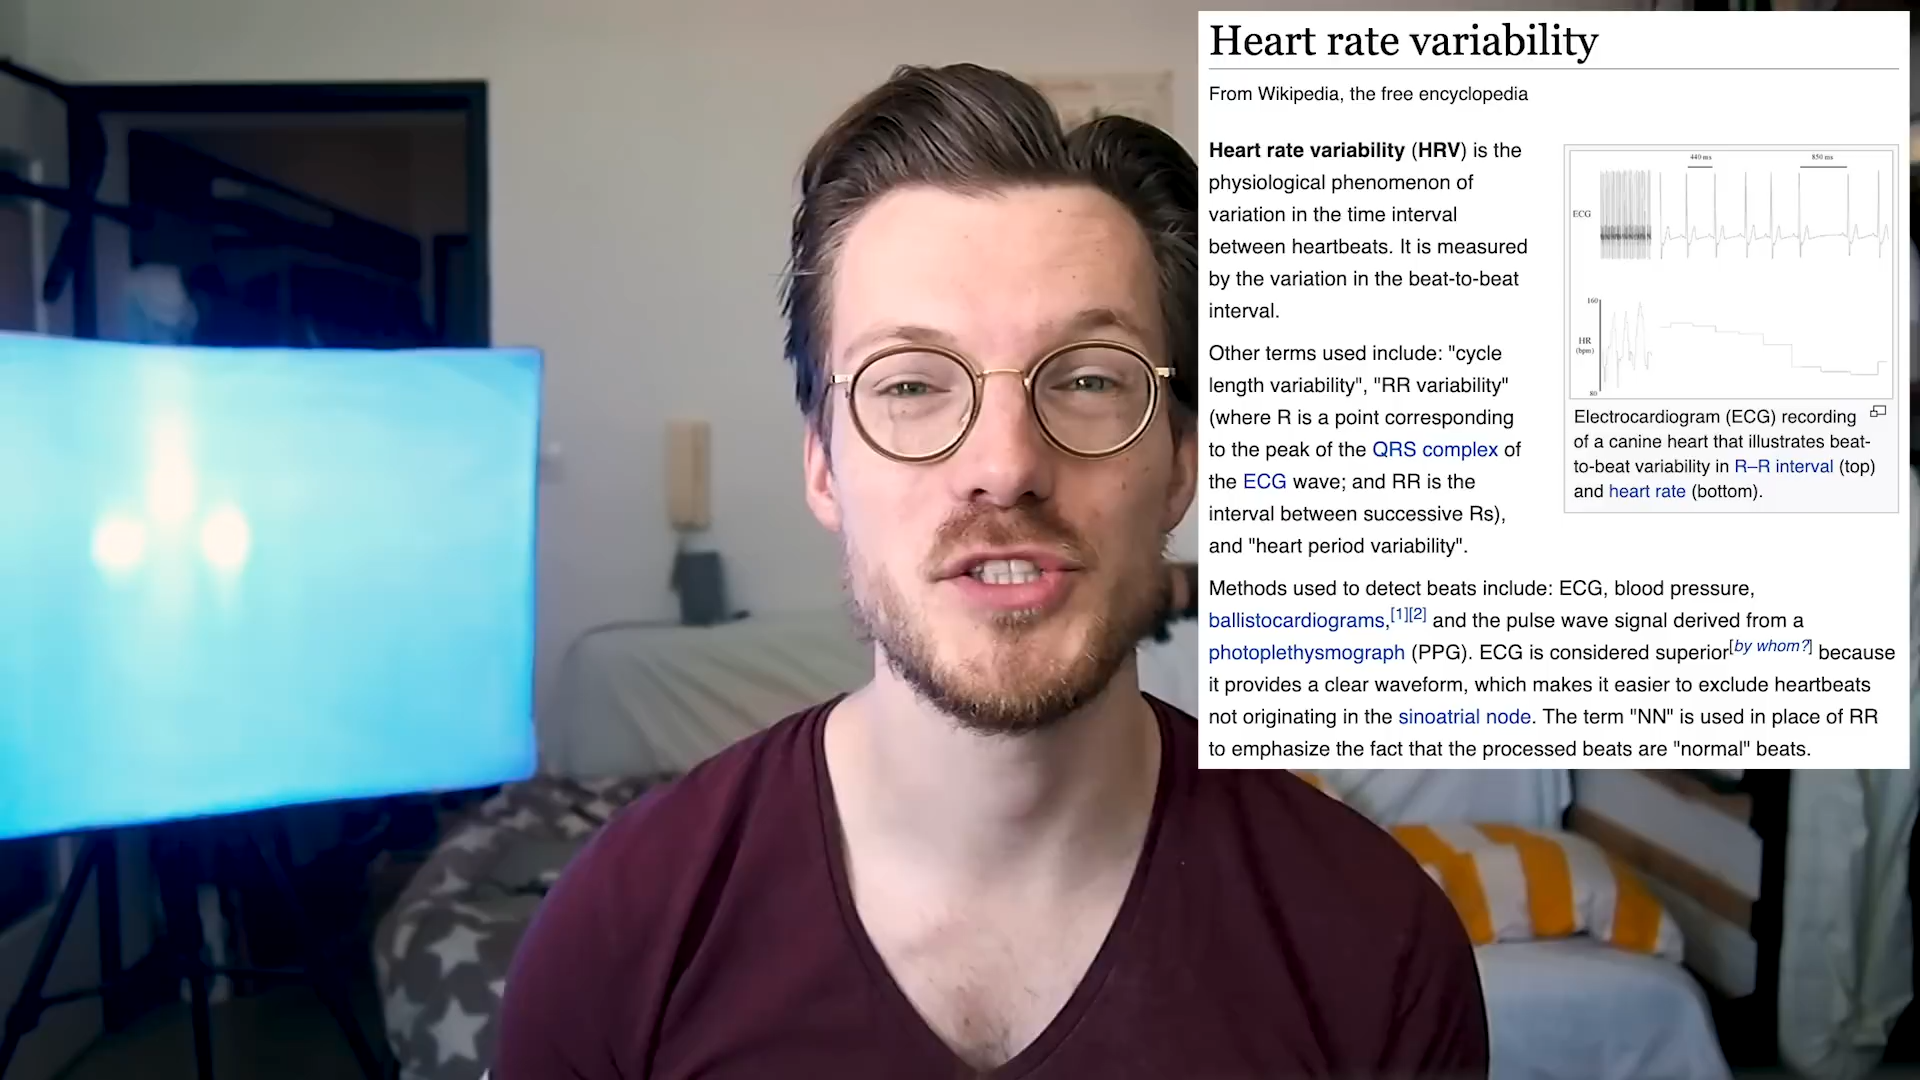 Heart rate variability
From Wikipedia, the free encyclopedia
Heart rate variability (HRV) is the
physiological phenomenon of
variation in the time interval
between heartbeats. It is measured
by the variation in the beat-to-beat
interval.
Other terms used include: "cycle
length variability", "RR variability"
(where R is a point corresponding
to the peak of the QRS complex of
the ECG wave; and RR is the
interval between successive Rs),
and "heart period variability".
440 ms
850 ms
ECG
160
HR
(bpm)
80
Electrocardiogram (ECG) recording
of a canine heart that illustrates beat-
to-beat variability in R–R interval (top)
and heart rate (bottom).
Methods used to detect beats include: ECG, blood pressure,
ballistocardiograms,[1][2] and the pulse wave signal derived from a
photoplethysmograph (PPG). ECG is considered superior[by whom?] because
it provides a clear waveform, which makes it easier to exclude heartbeats
not originating in the sinoatrial node. The term "NN" is used in place of RR
to emphasize the fact that the processed beats are "normal" beats.